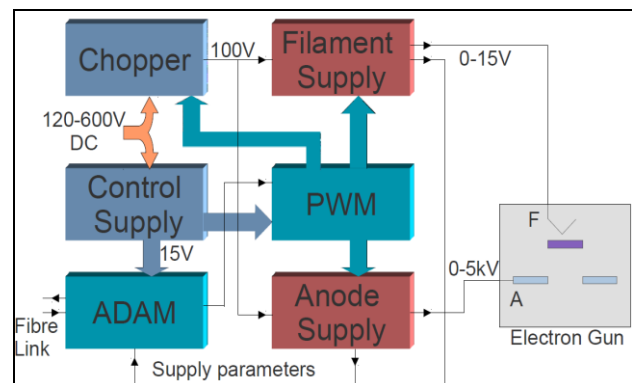 Chopper
100V
Filament
Supply
0-15V
120-600V
DC
Control
Supply
PWM
15V
F
0-5kV
A
ADAM
Anode
Supply
Fibre
Link
Electron Gun
Supply parameters